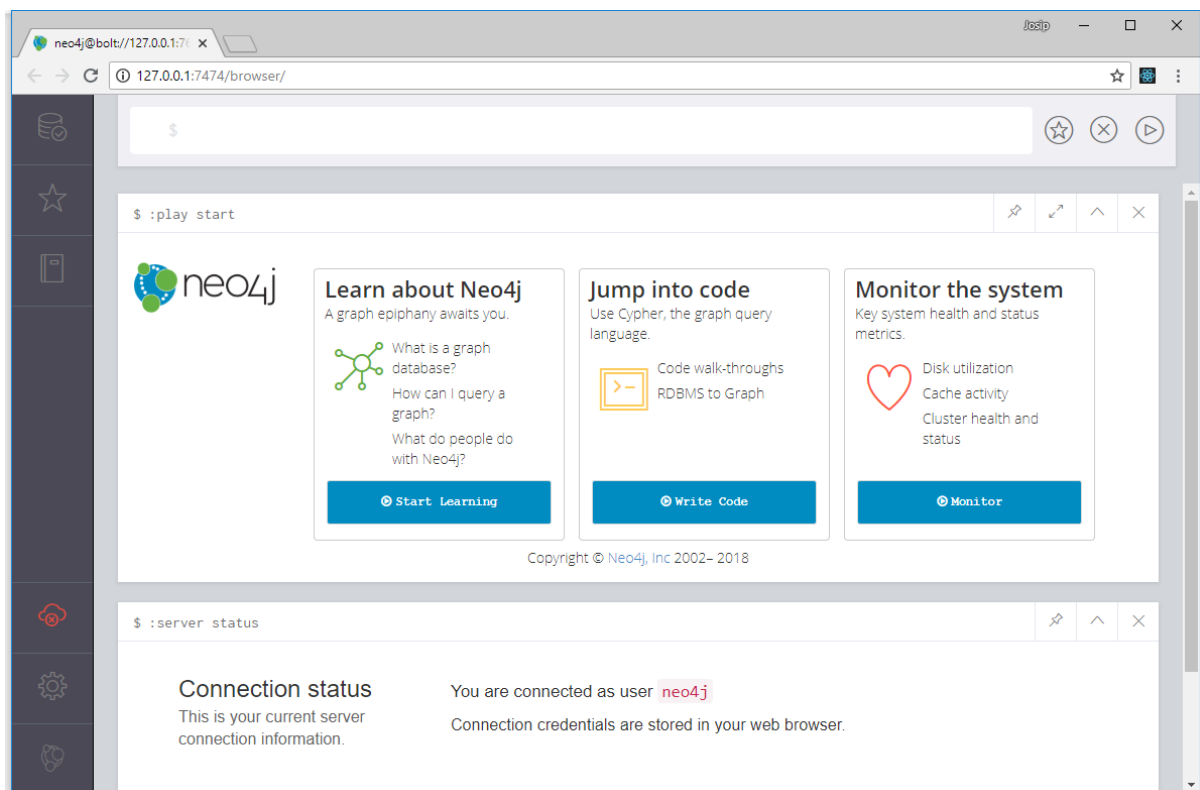 Josip
neo4j@bolt://127.0.0.1:76
127.0.0.1:7474/browser/
$
$ :play start
neo4j
Learn about Neo4j
A graph epiphany awaits you.
What is a graph
database?
How can I query a
graph?
What do people do
with Neo4j?
Start Learning
Jump into code
Use Cypher, the graph query
language.
Code walk-throughs
RDBMS to Graph
Write Code
Monitor the system
Key system health and status
metrics.
Disk utilization
Cache activity
Cluster health and
status
Monitor
Copyright © Neo4j, Inc 2002– 2018
$ :server status
Connection status
This is your current server
connection information.
You are connected as user neo4j
Connection credentials are stored in your web browser.